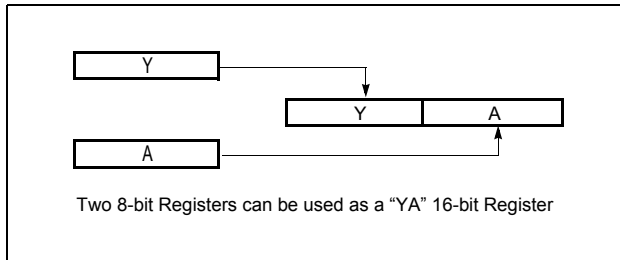 Y
Y A
A
Two 8-bit Registers can be used as a “YA” 16-bit Register